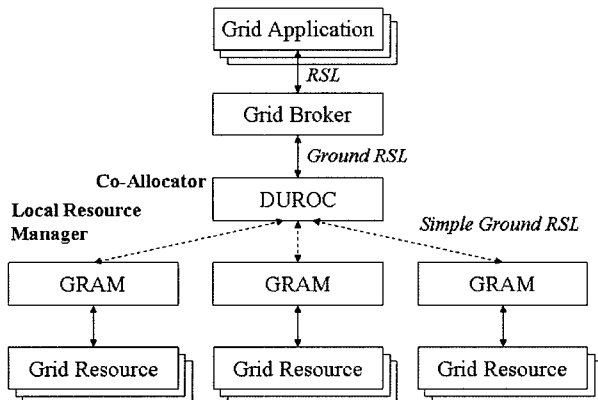 Grid Application
RSL
Grid Broker
Ground RSL
Co-Allocator
DUROC
Local Resource
Manager
Simple Ground RSL
GRAM
GRAM
GRAM
Grid Resource
Grid Resource
Grid Resource